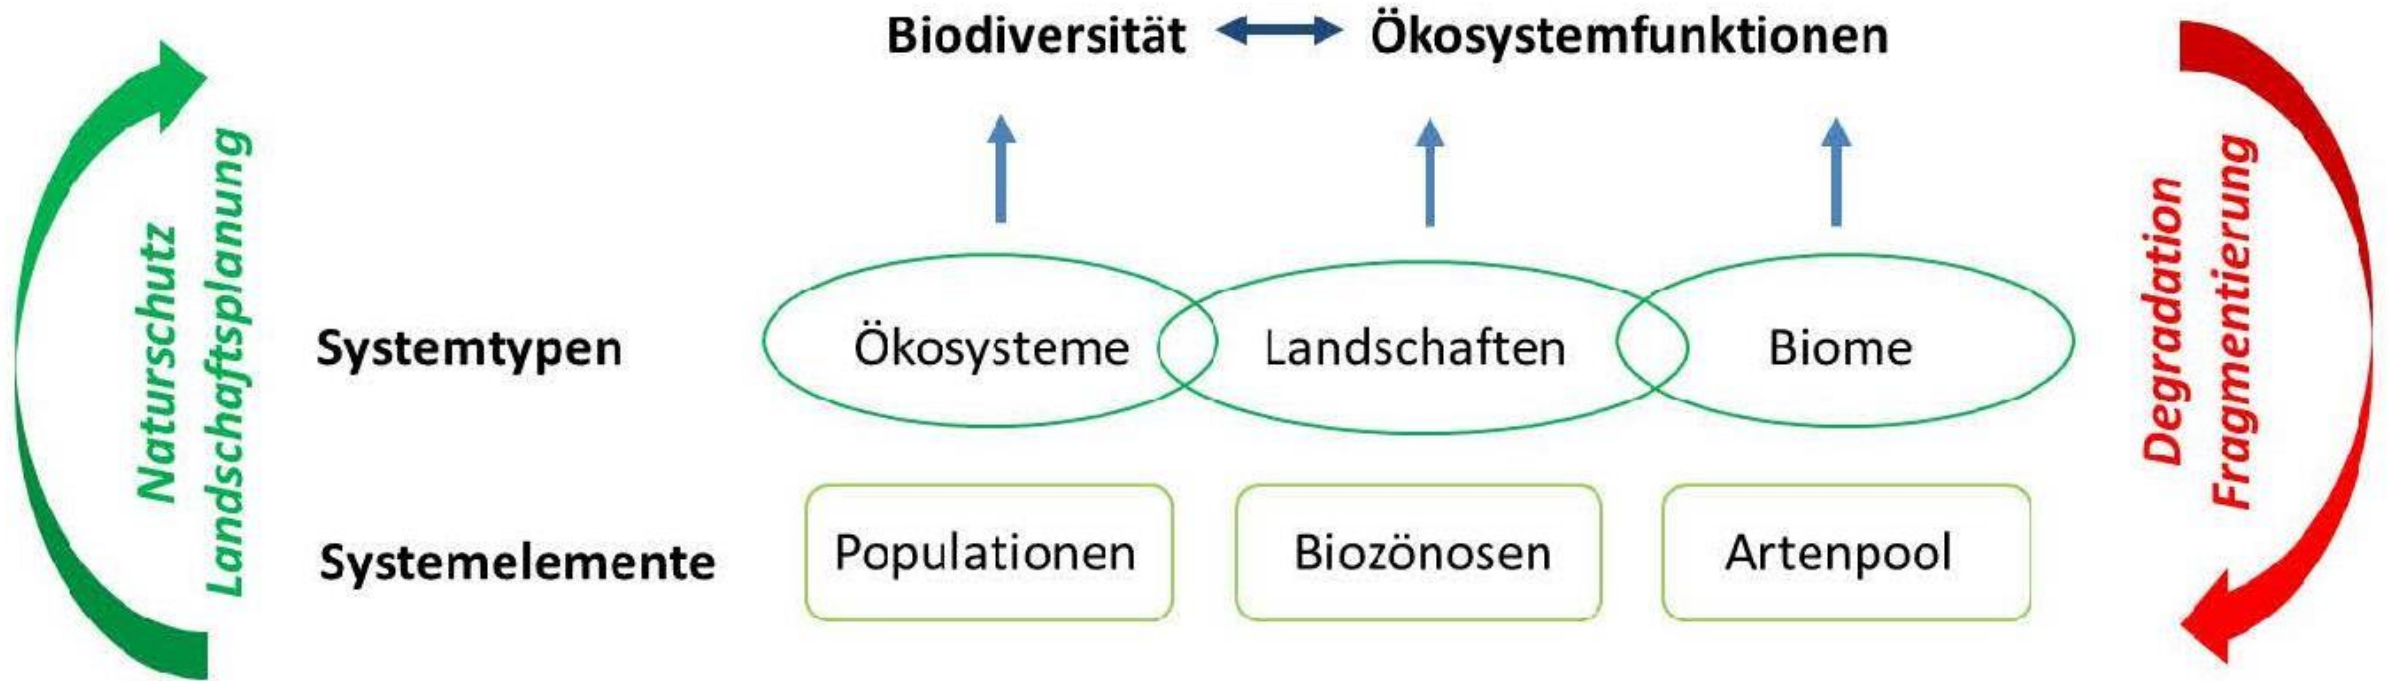 Biodiversität Ökosystemfunktionen
Naturschutz
Landschaftsplanung
Systemtypen Ökosysteme Landschaften Biome
Systemelemente Populationen Biozönosen Artenpool
Degradation
Fragmentierung